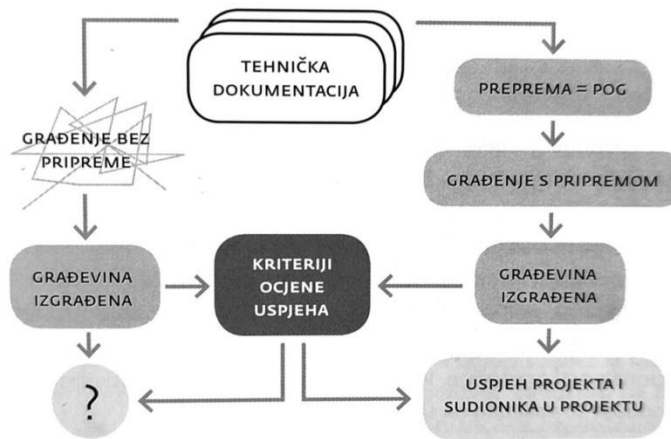 TEHNIČKA
DOKUMENTACIJA
GRAĐENJE BEZ
PRIPREME
PREPREMA = POG
GRAĐENJE S PRIPREMOM
GRAĐEVINA
IZGRAĐENA
KRITERIJI
OCJENE
USPJEHA
GRAĐEVINA
IZGRAĐENA
?
USPJEH PROJEKTA I
SUDIONIKA U PROJEKTU